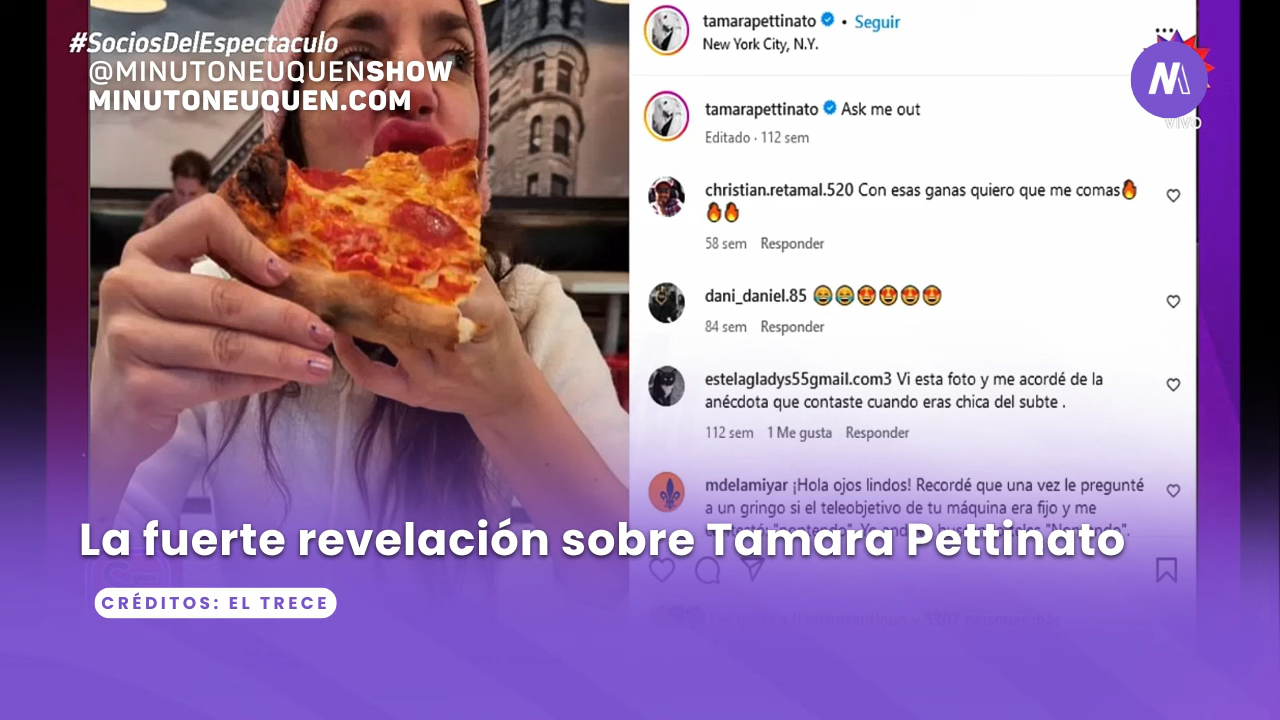 #SociosDelEspectaculo
@MINUTONEUQUENSHOW
MINUTONEUQUEN.COM
tamarapettinato • Seguir
New York City, N.Y.
VIVO
tamarapettinato Ask me out
Editado · 112 sem
christian.retamal.520 Con esas ganas quiero que me comas🔥
🔥🔥
58 sem Responder
dani_daniel.85 😂😂😍😍😍😍
84 sem Responder
estelagladys55gmail.com3 Vi esta foto y me acordé de la
anécdota que contaste cuando eras chica del subte .
112 sem 1 Me gusta Responder
mdelamiyar ¡Hola ojos lindos! Recordé que una vez le pregunté
a un gringo si el teleobjetivo de tu máquina era fijo y me
La fuerte revelación sobre Tamara Pettinato
CRÉDITOS: EL TRECE